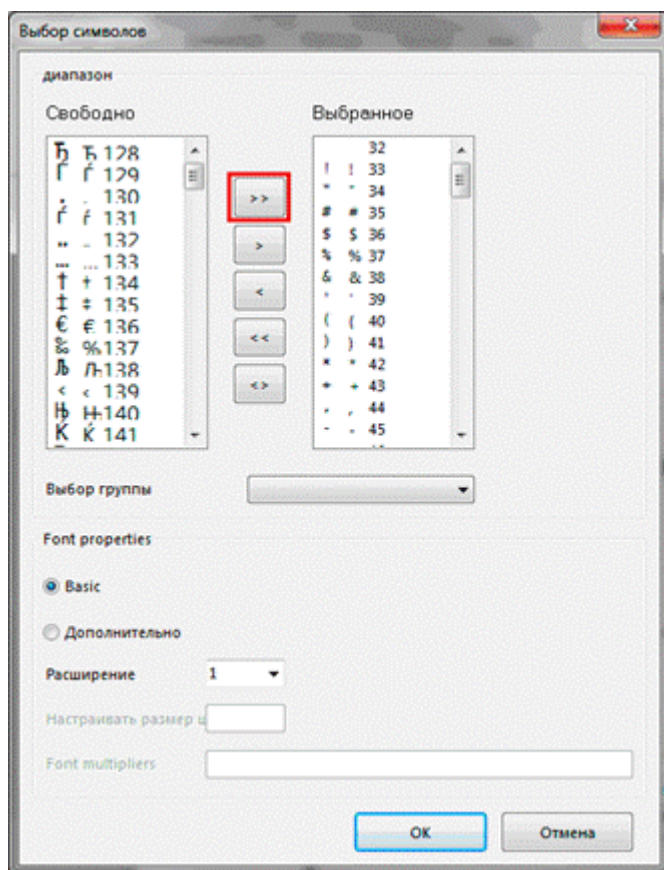 Выбор символов
диапазон
Свободно
Выбранное
Ђ Ђ 128
Ѓ Ѓ 129
‚ ‚ 130
ѓ ѓ 131
„ „ 132
… … 133
† † 134
‡ ‡ 135
€ € 136
‰ ‰ 137
Љ Љ 138
‹ ‹ 139
Њ Њ 140
Ќ Ќ 141
32
! ! 33
" " 34
# # 35
$ $ 36
% % 37
& & 38
' ' 39
( ( 40
) ) 41
* * 42
+ + 43
, , 44
- - 45
>>
>
<
<<
<>
Выбор группы
Font properties
Basic
Дополнительно
Расширение 1
Настраивать размер ц
Font multipliers
OK Отмена